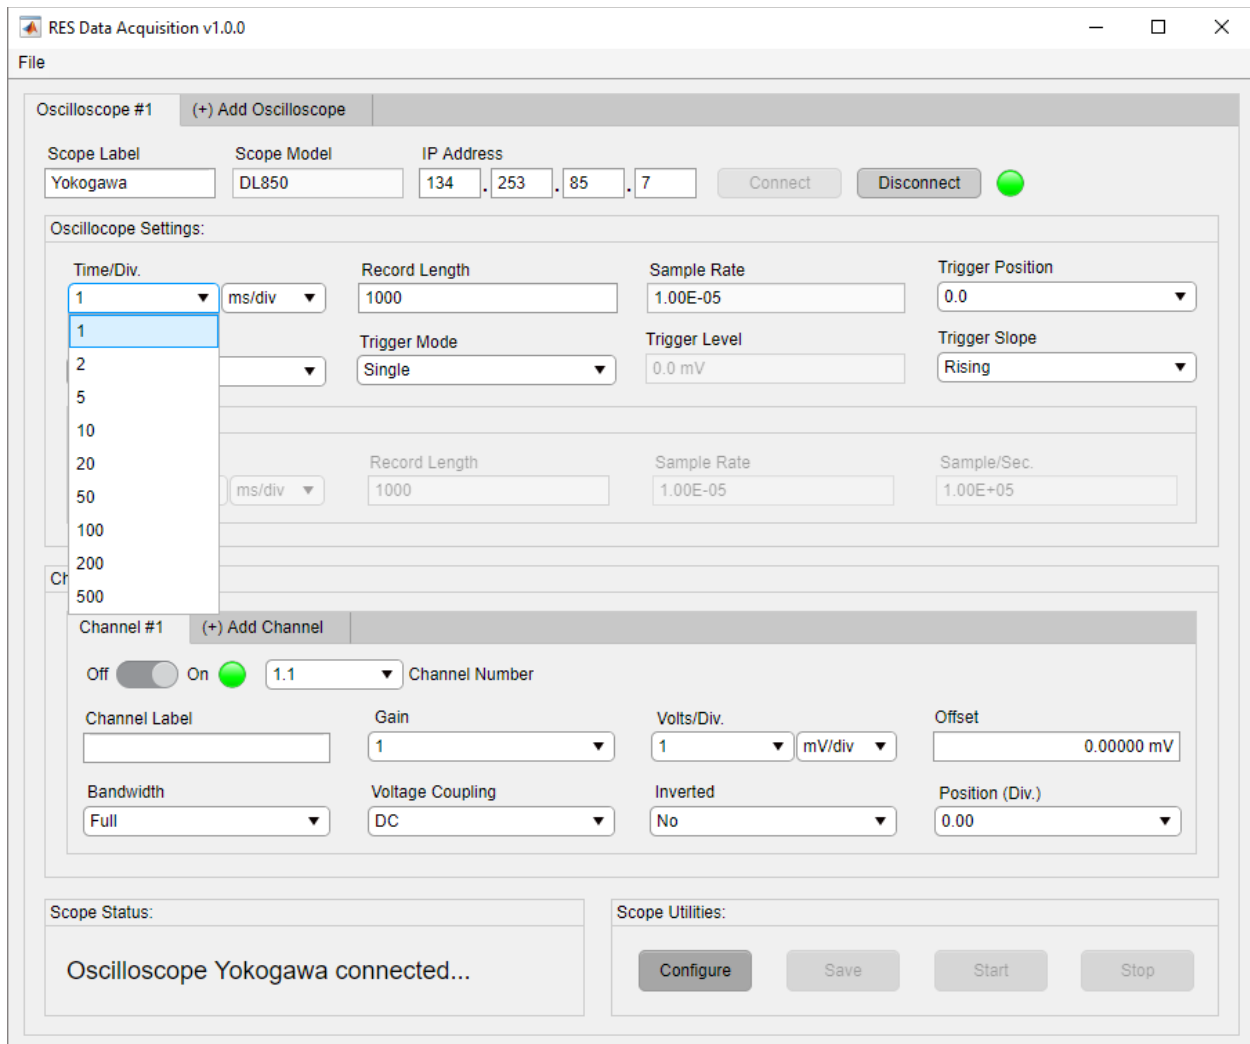 RES Data Acquisition v1.0.0
File
Oscilloscope #1 (+) Add Oscilloscope
Scope Label Scope Model IP Address
Yokogawa DL850 134 . 253 . 85 . 7 Connect Disconnect
Oscillocope Settings:
Time/Div. Record Length Sample Rate Trigger Position
1 ms/div 1000 1.00E-05 0.0
1
Trigger Mode Trigger Level Trigger Slope
2
Single 0.0 mV Rising
5
10
20
Record Length Sample Rate Sample/Sec.
50
ms/div 1000 1.00E-05 1.00E+05
100
200
500
Channel #1 (+) Add Channel
Off On 1.1 Channel Number
Channel Label Gain Volts/Div. Offset
1 1 mV/div 0.00000 mV
Bandwidth Voltage Coupling Inverted Position (Div.)
Full DC No 0.00
Scope Status: Scope Utilities:
Oscilloscope Yokogawa connected... Configure Save Start Stop